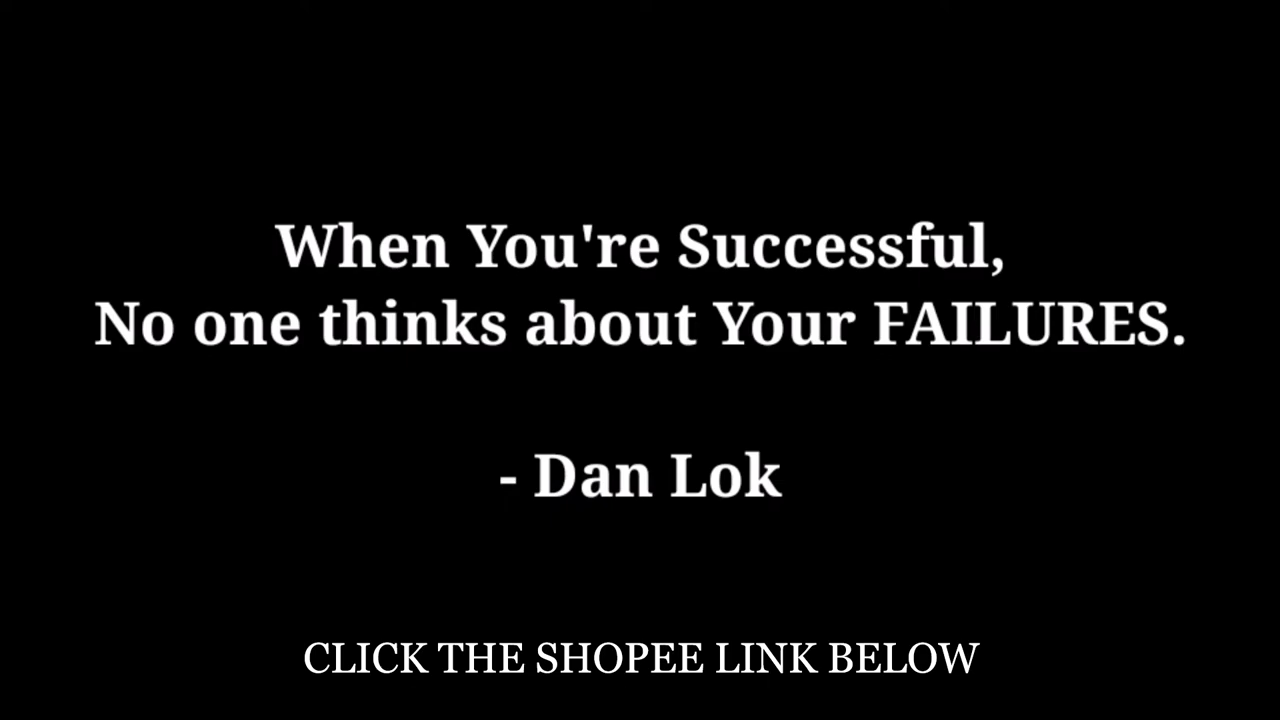 When You're Successful,
No one thinks about Your FAILURES.
- Dan Lok
CLICK THE SHOPEE LINK BELOW